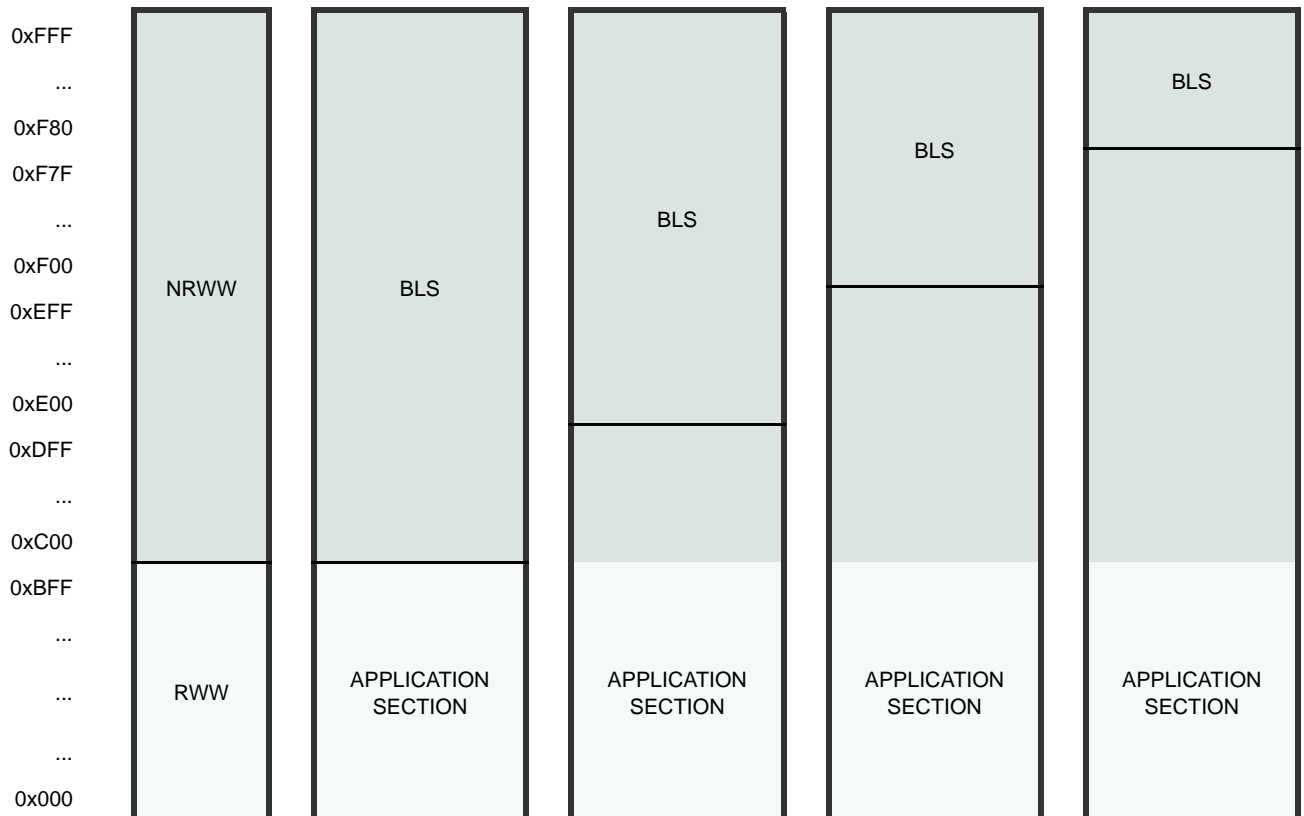 0xFFF
...
BLS
0xF80
BLS
0xF7F
...
BLS
0xF00
NRWW
BLS
0xEFF
...
0xE00
0xDFF
...
0xC00
0xBFF
...
APPLICATION
SECTION
APPLICATION
SECTION
APPLICATION
SECTION
APPLICATION
SECTION
...
RWW
...
0x000